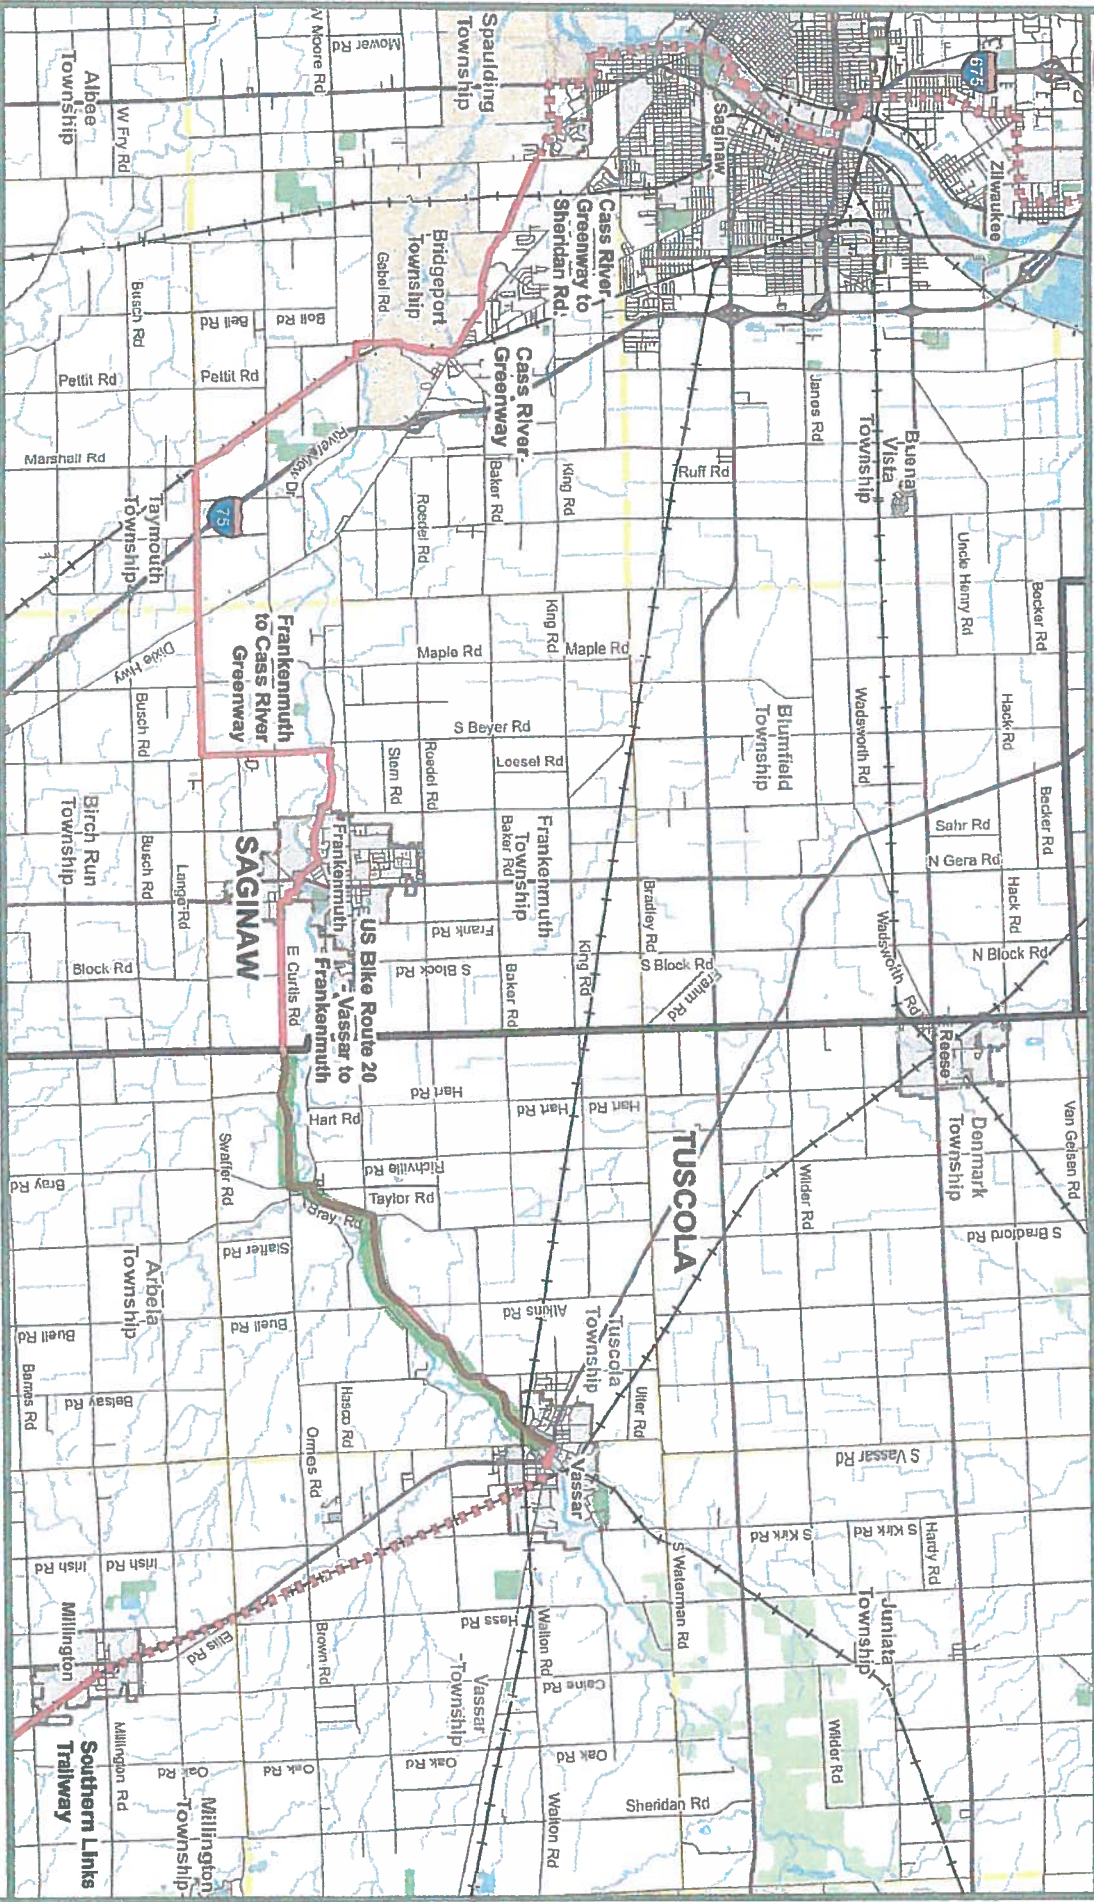 675
Zilwaukee
Saginaw
Spaulding
Township
Mower Rd
W Moore Rd
Albee
Township
W Fry Rd
Cass River
Greenway to
Sheridan Rd.
Bridgeport
Township
Gabel Rd
Busch Rd
Bell Rd
Bell Rd
Pettit Rd
Pettit Rd
Cass River
Greenway
Janes Rd
Buena
Vista
Township
Marshall Rd
River View Dr
Baker Rd
King Rd
Ruff Rd
Roedel Rd
75
Taymouth
Township
Uncle Henry Rd
Becker Rd
Frankenmuth
to Cass River
Greenway
Dixie Hwy
King Rd
Maple Rd
Maple Rd
Busch Rd
S Beyer Rd
Loesel Rd
Stern Rd
Roedel Rd
Blumfield
Township
Wadsworth Rd
Hack Rd
Birch Run
Township
Busch Rd
Lange Rd
SAGINAW
Frankenmuth
Frankenmuth
Township
Baker Rd
Sahr Rd
Becker Rd
N Gera Rd
Hack Rd
Bradley Rd
Frank Rd
Block Rd
E Curtis Rd
US Bike Route 20
- Vassar to
Frankenmuth
S Block Rd
Baker Rd
King Rd
S Block Rd
Frahm Rd
Wadsworth Rd
N Block Rd
Reese
Denmark
Township
Van Geisen Rd
Hart Rd
Hart Rd
Hart Rd
Hart Rd
TUSCOLA
Swaffer Rd
Bray Rd
Bray Rd
Richville Rd
Taylor Rd
Wilder Rd
S Bradford Rd
Slafter Rd
Arbela
Township
Atkins Rd
Tuscola
Township
Buell Rd
Buell Rd
Barnes Rd
Belsay Rd
Hasco Rd
Ormes Rd
Utter Rd
Vassar
S Vassar Rd
S Kirk Rd
S Kirk Rd
Hardy Rd
Irish Rd
Irish Rd
S Waterman Rd
Juniata
Township
Millington
Ellis Rd
Brown Rd
Hess Rd
Walton Rd
Vassar
Township
Caine Rd
Southern Links
Trailway
Millington Rd
Oak Rd
Oak Rd
Oak Rd
Oak Rd
Wilder Rd
Millington
Township
Walton Rd
Sheridan Rd